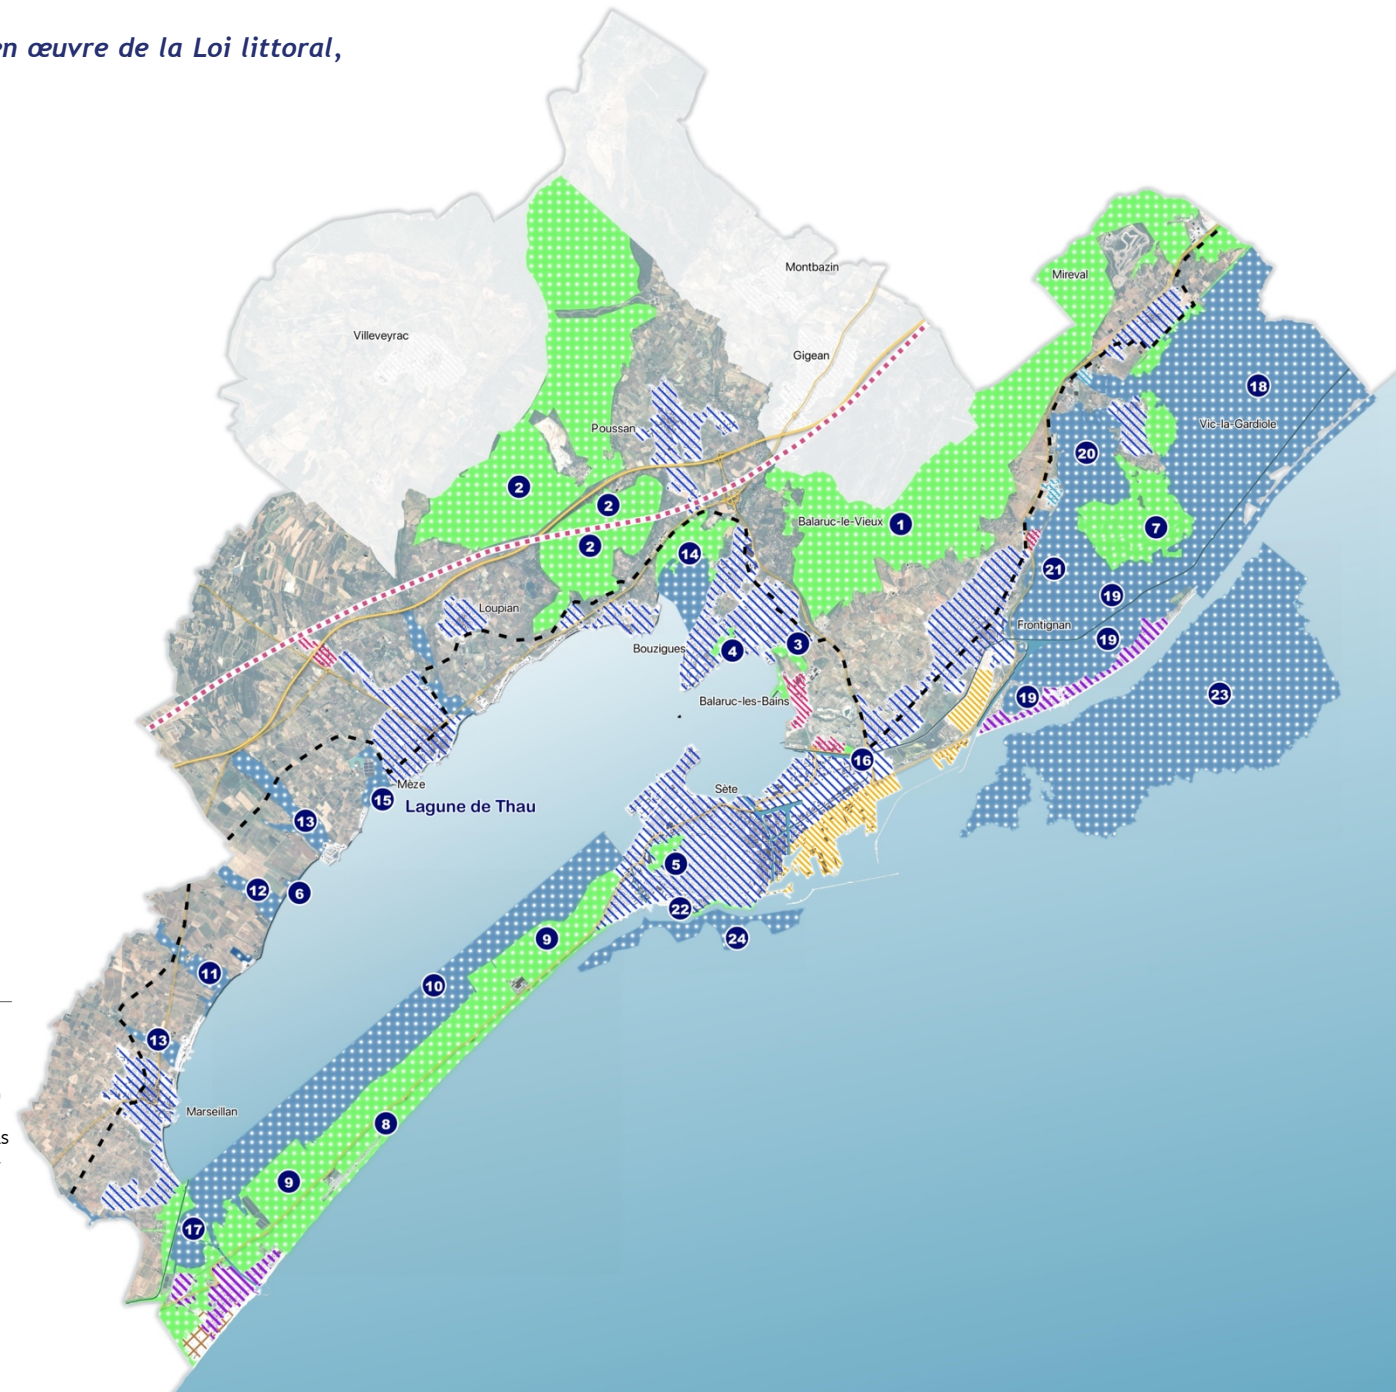 en œuvre de la Loi littoral,
Montbazin
Mireval
Villeveyrac
Gigean
18
Poussan
Vic-la-Gardiole
20
2
2
Balaruc-le-Vieux
1
7
2
14
21
19
Loupian
Frontignan
19
Bouzigues
4
3
23
19
Balaruc-les-Bains
16
Mèze
Sète
15
Lagune de Thau
13
5
12
6
22
9
24
11
10
13
Marseillan
8
s
9
17